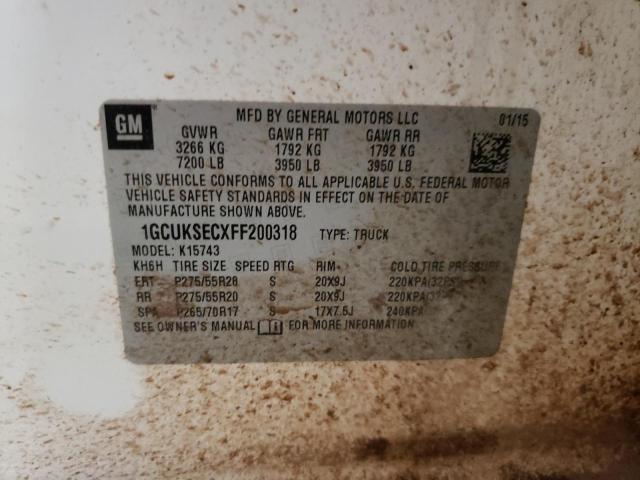 GM
MFD BY GENERAL MOTORS LLC 01/15
GVWR GAWR FRT GAWR RR
3266 KG 1792 KG 1792 KG
7200 LB 3950 LB 3950 LB
THIS VEHICLE CONFORMS TO ALL APPLICABLE U.S. FEDERAL MOTOR
VEHICLE SAFETY STANDARDS IN EFFECT ON THE DATE OF
MANUFACTURE SHOWN ABOVE.
1GCUKSECXFF200318 TYPE: TRUCK
MODEL: K15743
KH6H TIRE SIZE SPEED RTG RIM COLD TIRE PRESSURE
FRT P275/55R20 S 20X9J 220KPA(32PS
RR P275/55R20 S 20X9J 220KPA(32
SPA P265/70R17 S 17X7.5J 240KPA
SEE OWNER'S MANUAL FOR MORE INFORMATION